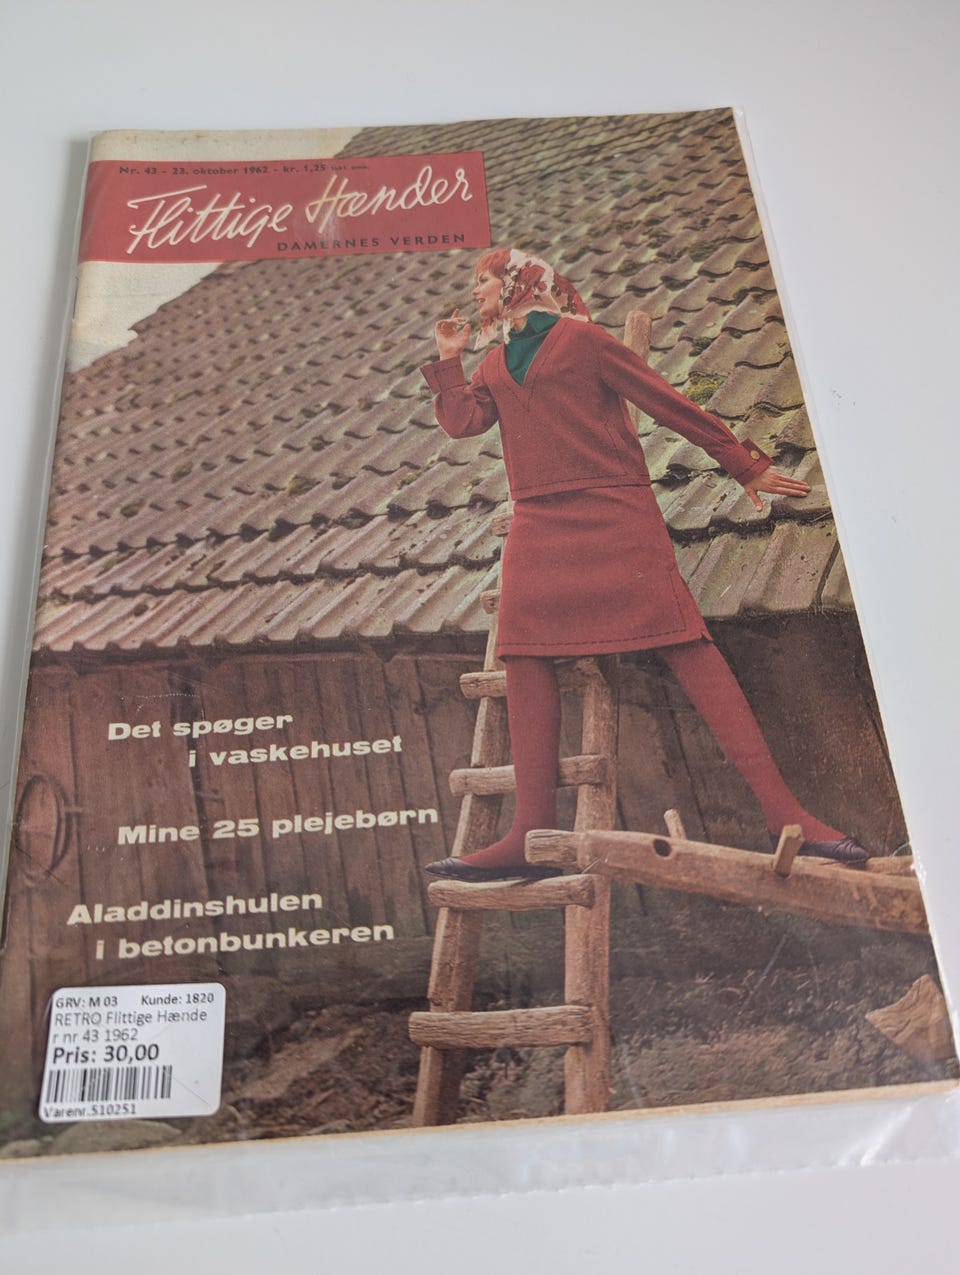 Nr. 43 - 23. oktober 1962 - kr. 1,25
Flittige Hænder
DAMERNES VERDEN
Det spøger
i vaskehuset
Mine 25 plejebørn
Aladdinshulen
i betonbunkeren
GRV: M 03 Kunde: 1820
RETRO Flittige Hænde
r nr 43 1962
Pris: 30,00
Varenr.510251